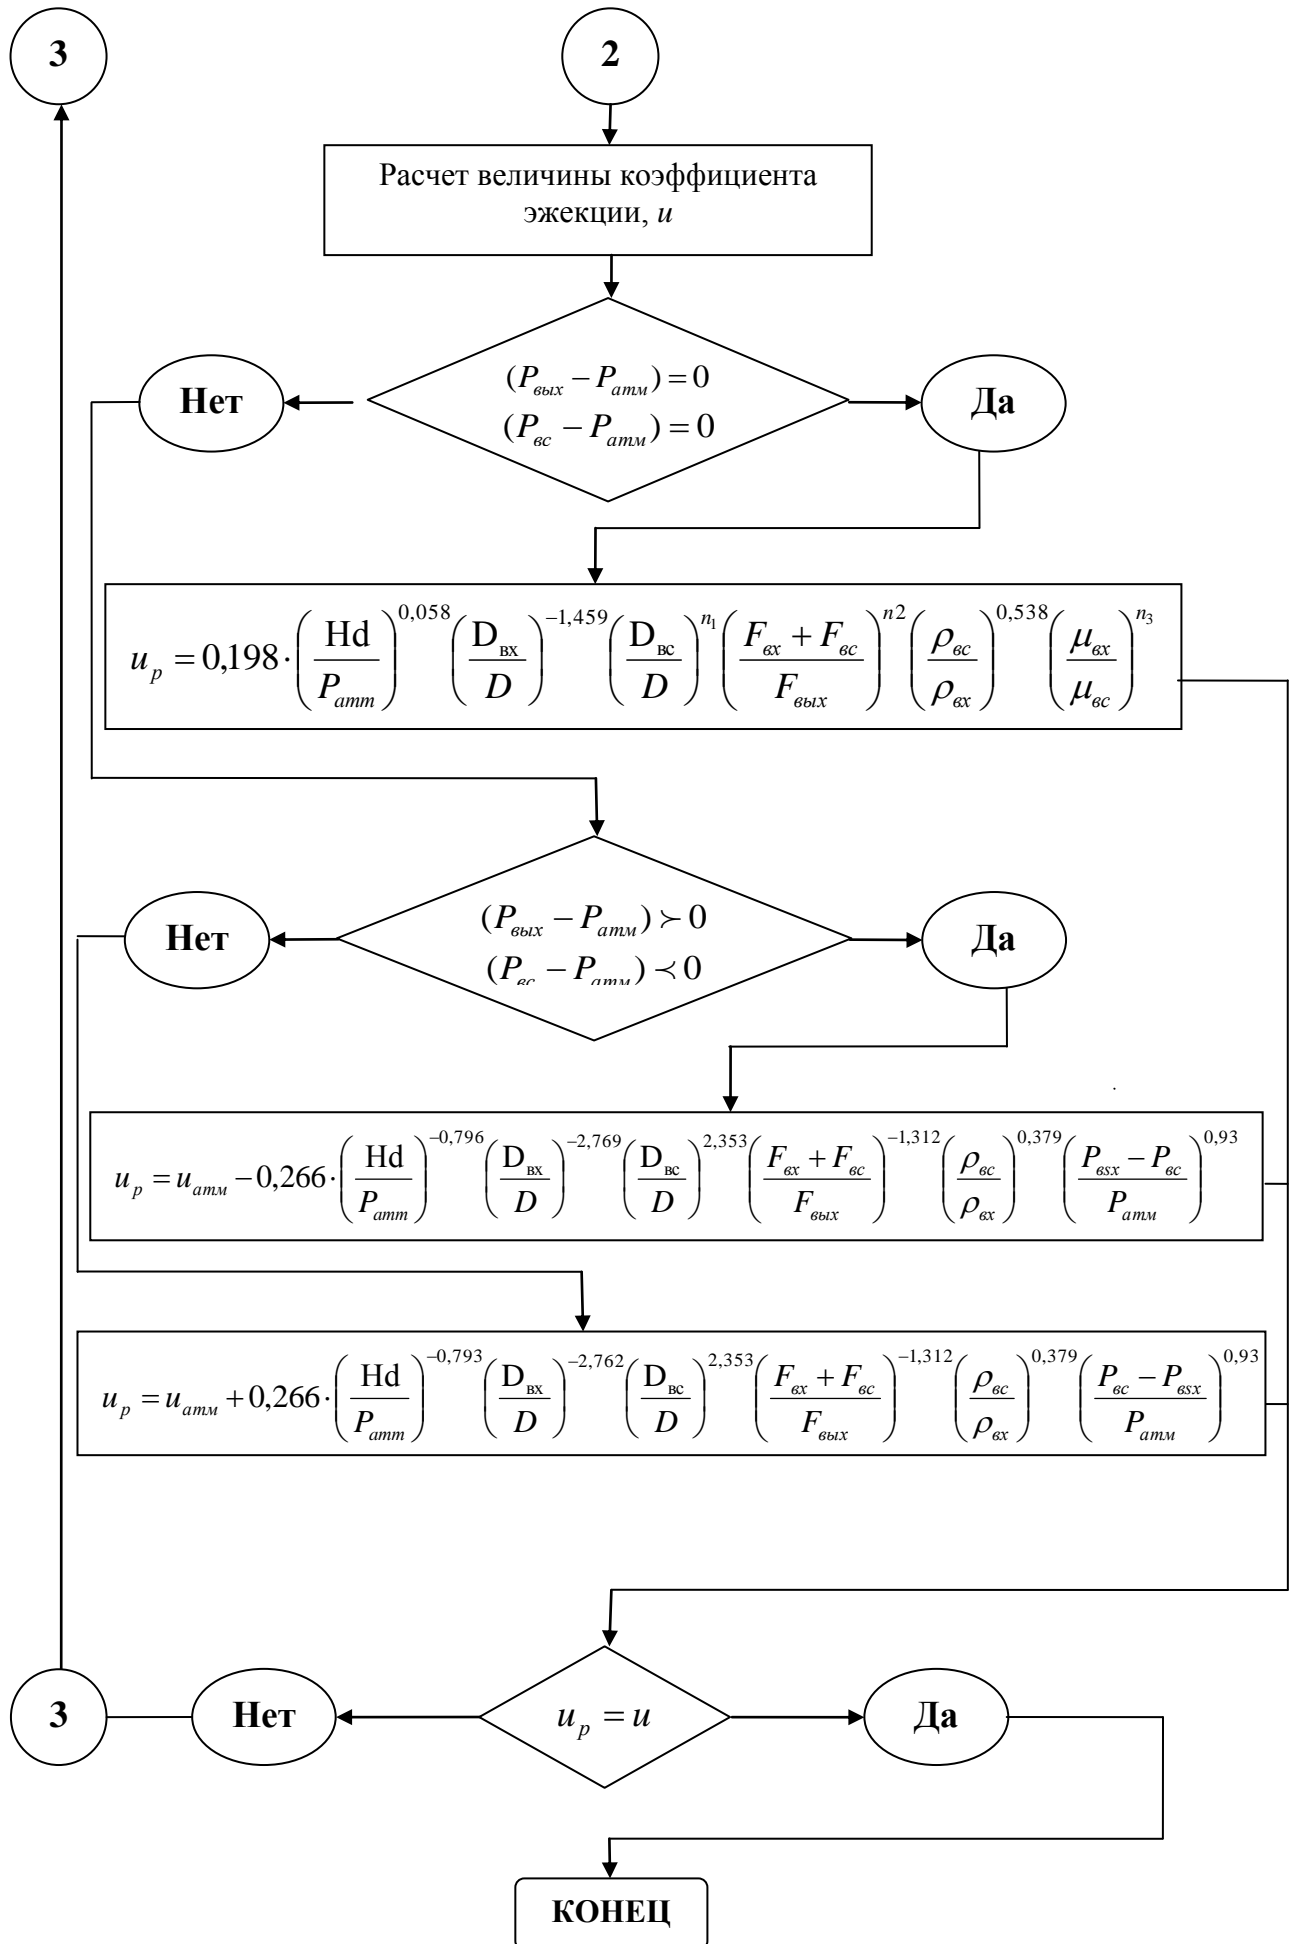 3
2
Расчет величины коэффициента
эжекции, u
Нет
(P_вых − P_атм) = 0
(P_вс − P_атм) = 0
Да
u_p = 0,198 · (Hd / P_атт)^0,058 (D_вх / D)^−1,459 (D_вс / D)^n_1 ((F_вх + F_вс) / F_вых)^n2 (ρ_вс / ρ_вх)^0,538 (μ_вх / μ_вс)^n_3
Нет
(P_вых − P_атм) ≻ 0
(P_вс − P_атм) ≺ 0
Да
u_p = u_атм − 0,266 · (Hd / P_атт)^−0,796 (D_вх / D)^−2,769 (D_вс / D)^2,353 ((F_вх + F_вс) / F_вых)^−1,312 (ρ_вс / ρ_вх)^0,379 ((P_вsх − P_вс) / P_атм)^0,93
u_p = u_атм + 0,266 · (Hd / P_атт)^−0,793 (D_вх / D)^−2,762 (D_вс / D)^2,353 ((F_вх + F_вс) / F_вых)^−1,312 (ρ_вс / ρ_вх)^0,379 ((P_вс − P_вsх) / P_атм)^0,93
3
Нет
u_p = u
Да
КОНЕЦ